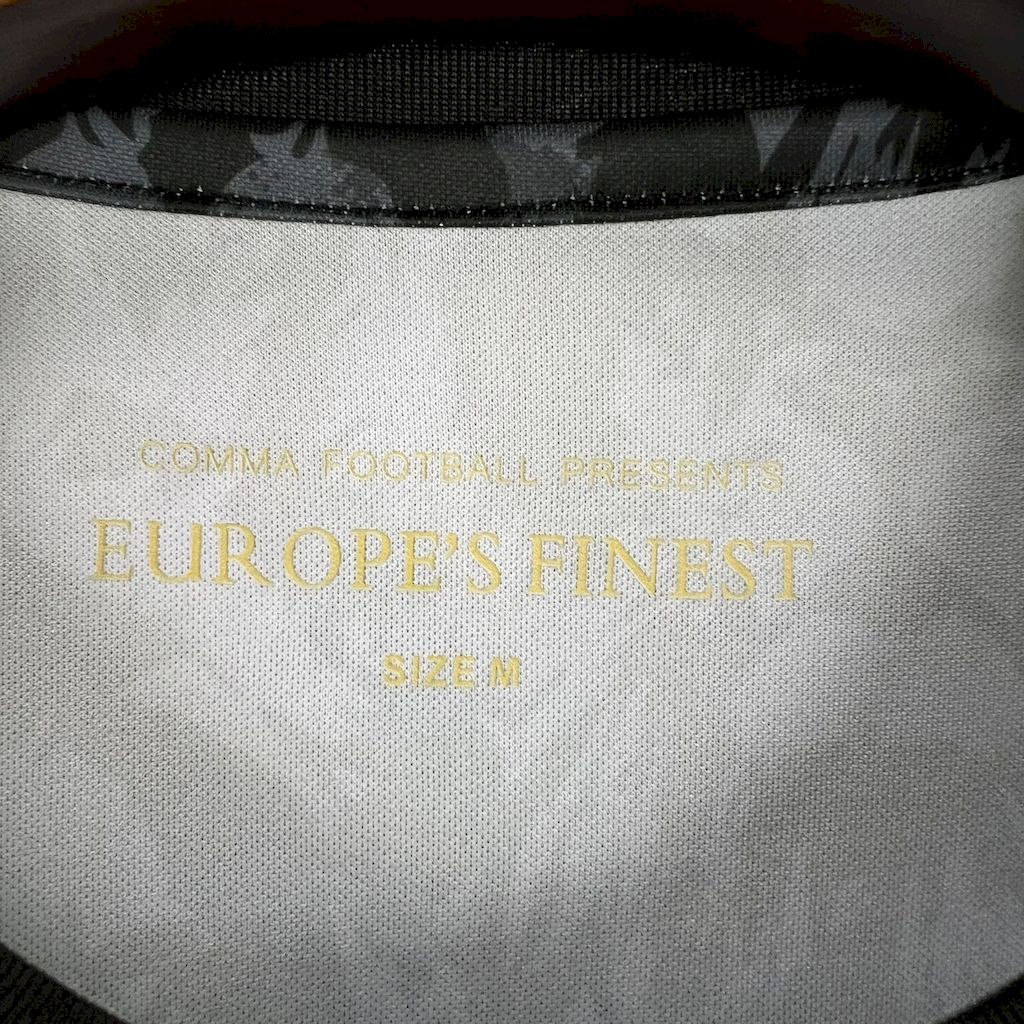 COMMA FOOTBALL PRESENTS
EUROPE'S FINEST
SIZE M